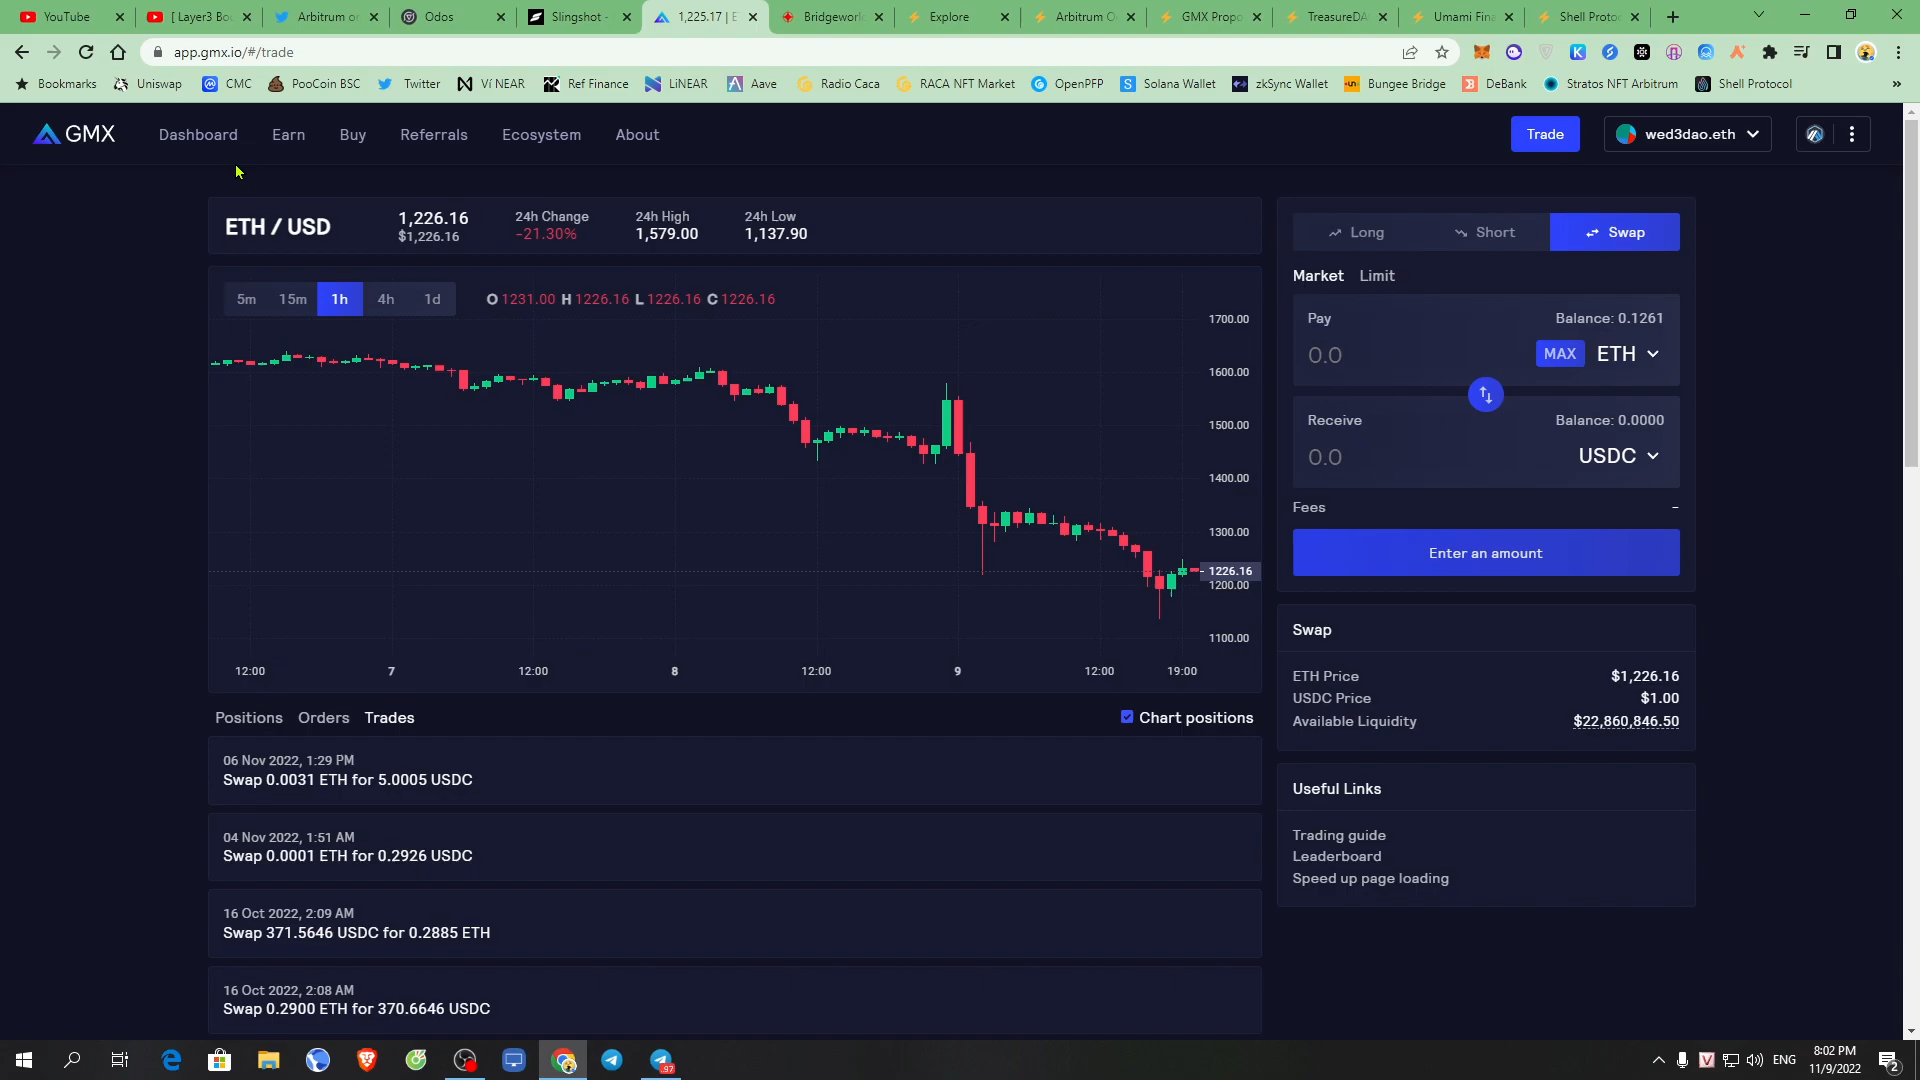 YouTube
[ Layer3 Bou
Arbitrum on
Odos
Slingshot -
1,225.17 | E
Bridgeworl
Explore
Arbitrum O
GMX Propo
TreasureDA
Umami Fina
Shell Protoc
app.gmx.io/#/trade
Bookmarks
Uniswap
CMC
PooCoin BSC
Twitter
Ví NEAR
Ref Finance
LiNEAR
Aave
Radio Caca
RACA NFT Market
OpenPFP
Solana Wallet
zkSync Wallet
Bungee Bridge
DeBank
Stratos NFT Arbitrum
Shell Protocol
GMX
Dashboard
Earn
Buy
Referrals
Ecosystem
About
Trade
wed3dao.eth
ETH / USD
1,226.16
$1,226.16
24h Change
-21.30%
24h High
1,579.00
24h Low
1,137.90
5m 15m 1h 4h 1d
O 1231.00 H 1226.16 L 1226.16 C 1226.16
1700.00
1600.00
1500.00
1400.00
1300.00
1226.16
1200.00
1100.00
12:00 7 12:00 8 12:00 9 12:00 19:00
Long
Short
Swap
Market Limit
Pay
Balance: 0.1261
0.0
MAX ETH
Receive
Balance: 0.0000
0.0
USDC
Fees
-
Enter an amount
Swap
ETH Price $1,226.16
USDC Price $1.00
Available Liquidity $22,860,846.50
Useful Links
Trading guide
Leaderboard
Speed up page loading
Positions Orders Trades
Chart positions
06 Nov 2022, 1:29 PM
Swap 0.0031 ETH for 5.0005 USDC
04 Nov 2022, 1:51 AM
Swap 0.0001 ETH for 0.2926 USDC
16 Oct 2022, 2:09 AM
Swap 371.5646 USDC for 0.2885 ETH
16 Oct 2022, 2:08 AM
Swap 0.2900 ETH for 370.6646 USDC
.97
V
ENG
8:02 PM
11/9/2022
2